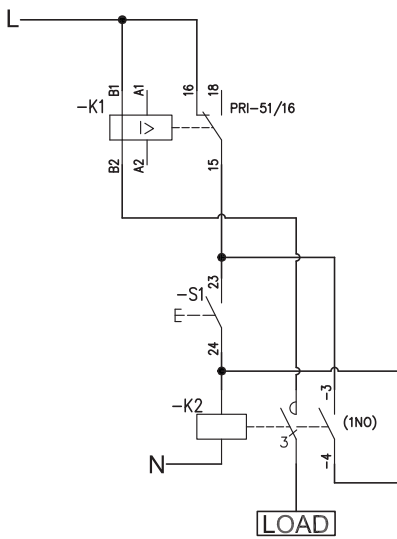 L
B1
A1
16
18
PRI-51/16
-K1
I>
B2
A2
15
23
-S1
24
-K2
-3
(1NO)
3
-4
N
LOAD